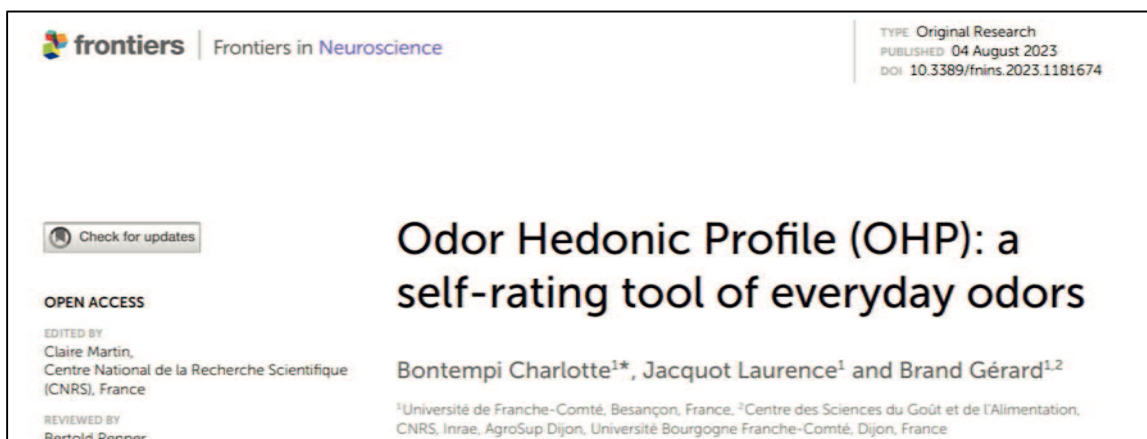 frontiers | Frontiers in Neuroscience
TYPE Original Research
PUBLISHED 04 August 2023
DOI 10.3389/fnins.2023.1181674
Check for updates
OPEN ACCESS
EDITED BY
Claire Martin,
Centre National de la Recherche Scientifique
(CNRS), France
REVIEWED BY
Odor Hedonic Profile (OHP): a
self-rating tool of everyday odors
Bontempi Charlotte¹*, Jacquot Laurence¹ and Brand Gérard¹,²
¹Université de Franche-Comté, Besançon, France, ²Centre des Sciences du Goût et de l'Alimentation,
CNRS, Inrae, AgroSup Dijon, Université Bourgogne Franche-Comté, Dijon, France